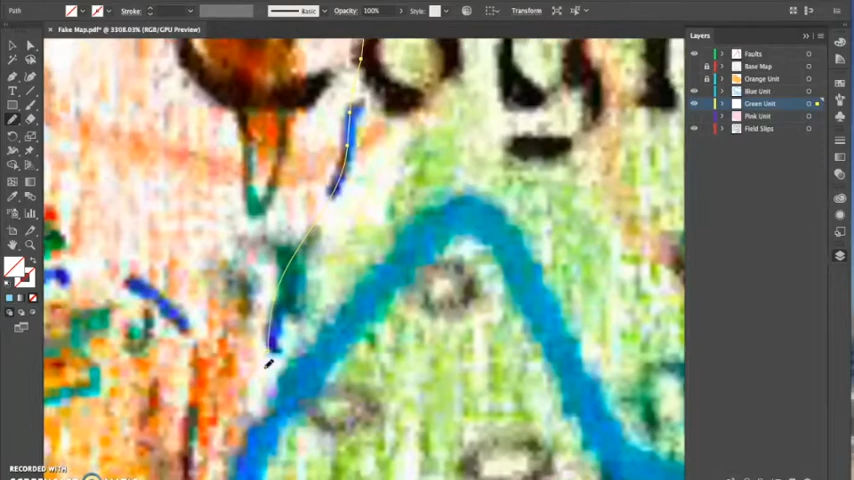 Path
Stroke:
Basic
Opacity: 100%
Style:
Transform
× Fake Map.pdf* @ 3308.03% (RGB/GPU Preview)
Layers
Faults
Base Map
Orange Unit
Blue Unit
Green Unit
Pink Unit
Field Slips
RECORDED WITH